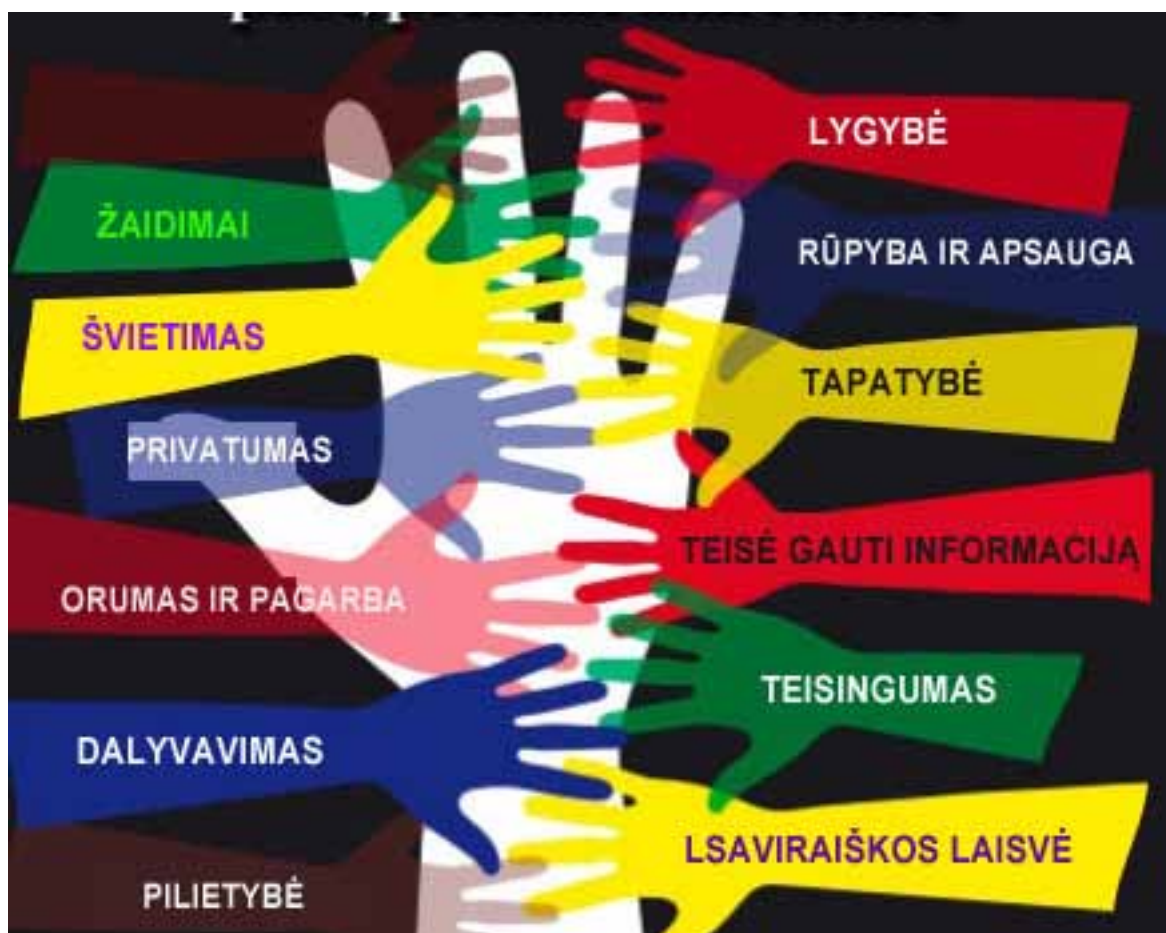 LYGYBĖ
ŽAIDIMAI
RŪPYBA IR APSAUGA
ŠVIETIMAS
TAPATYBĖ
PRIVATUMAS
TEISĖ GAUTI INFORMACIJĄ
ORUMAS IR PAGARBA
TEISINGUMAS
DALYVAVIMAS
LSAVIRAIŠKOS LAISVĖ
PILIETYBĖ